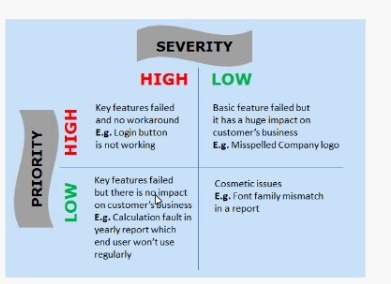 SEVERITY
HIGH LOW
PRIORITY
HIGH
Key features failed
and no workaround
E.g. Login button
is not working
Basic feature failed but
it has a huge impact on
customer's business
E.g. Misspelled Company logo
LOW
Key features failed
but there is no impact
on customer's business
E.g. Calculation fault in
yearly report which
end user won't use
regularly
Cosmetic issues
E.g. Font family mismatch
in a report